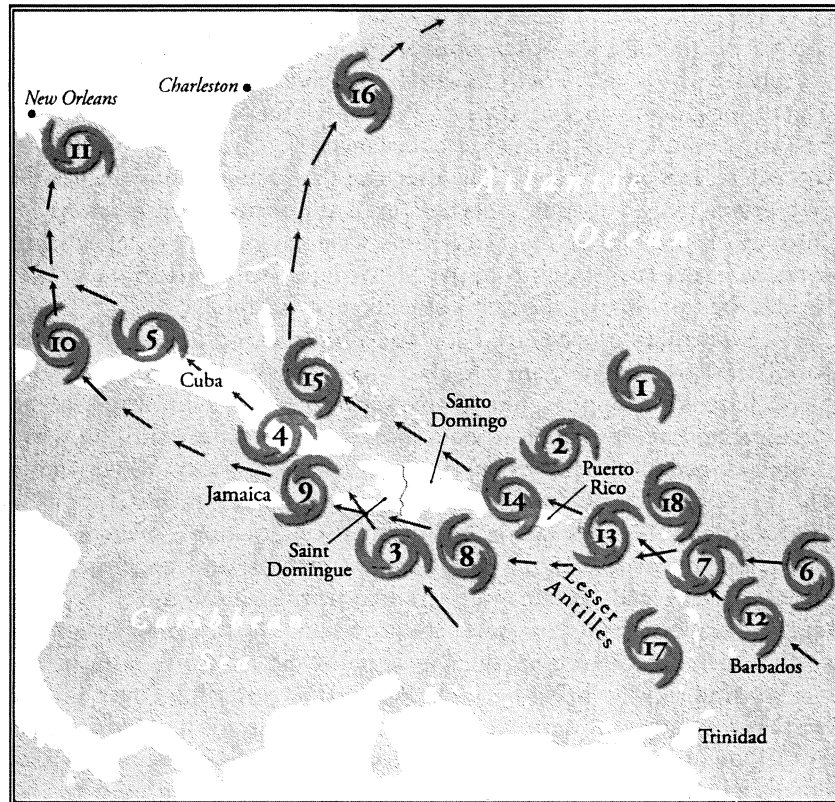 16
Charleston
New Orleans
11
Atlantic
Ocean
10
5
Cuba
15
1
Santo
Domingo
4
2
Puerto
Rico
Jamaica
9
14
18
13
Saint
Domingue
3
8
7
6
Lesser
Antilles
12
Caribbean
Sea
17
Barbados
Trinidad